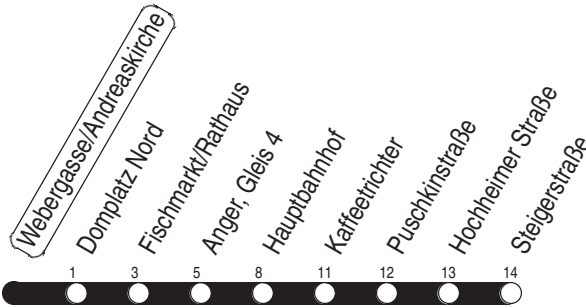 Webergasse/Andreaskirche
Domplatz Nord
Fischmarkt/Rathaus
Anger, Gleis 4
Hauptbahnhof
Kaffeetrichter
Puschkinstraße
Hochheimer Straße
Steigerstraße
1 3 5 8 11 12 13 14